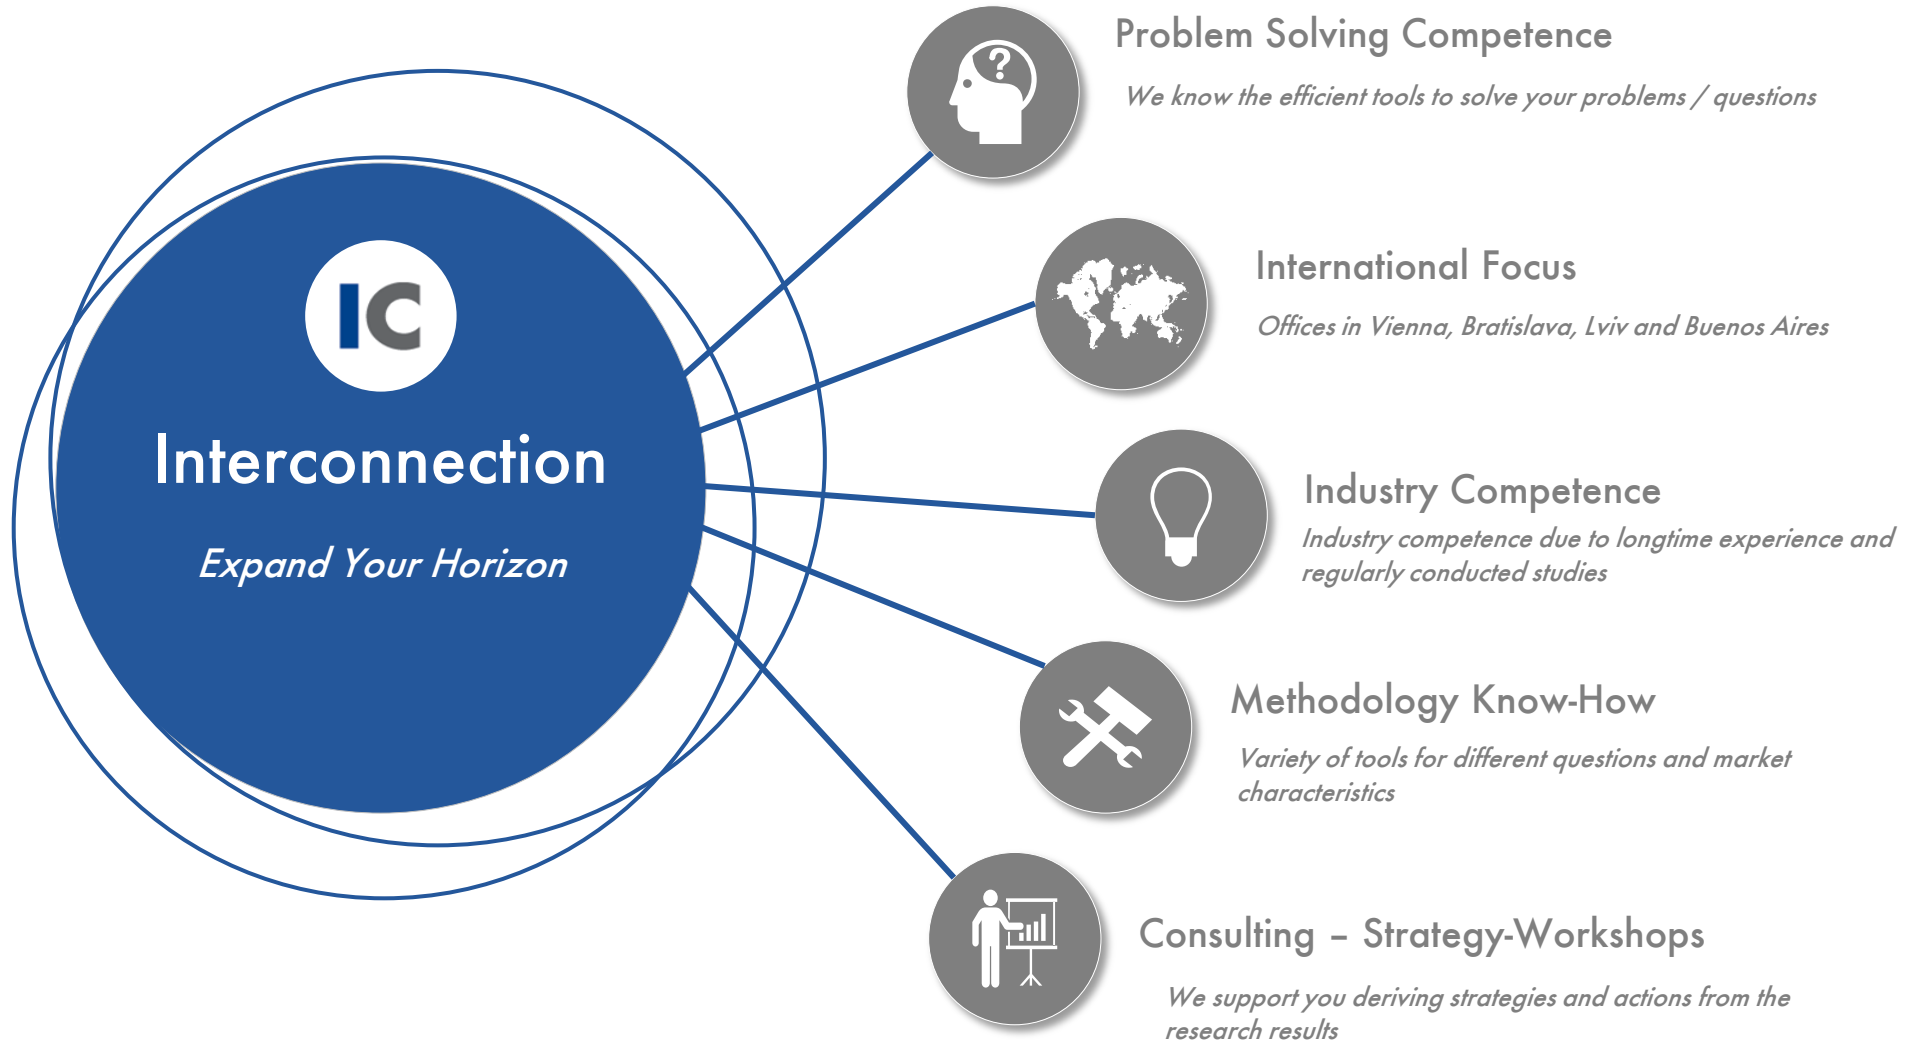 IC
Interconnection
Expand Your Horizon
?
Problem Solving Competence
We know the efficient tools to solve your problems / questions
International Focus
Offices in Vienna, Bratislava, Lviv and Buenos Aires
Industry Competence
Industry competence due to longtime experience and
regularly conducted studies
Methodology Know-How
Variety of tools for different questions and market
characteristics
Consulting – Strategy-Workshops
We support you deriving strategies and actions from the
research results